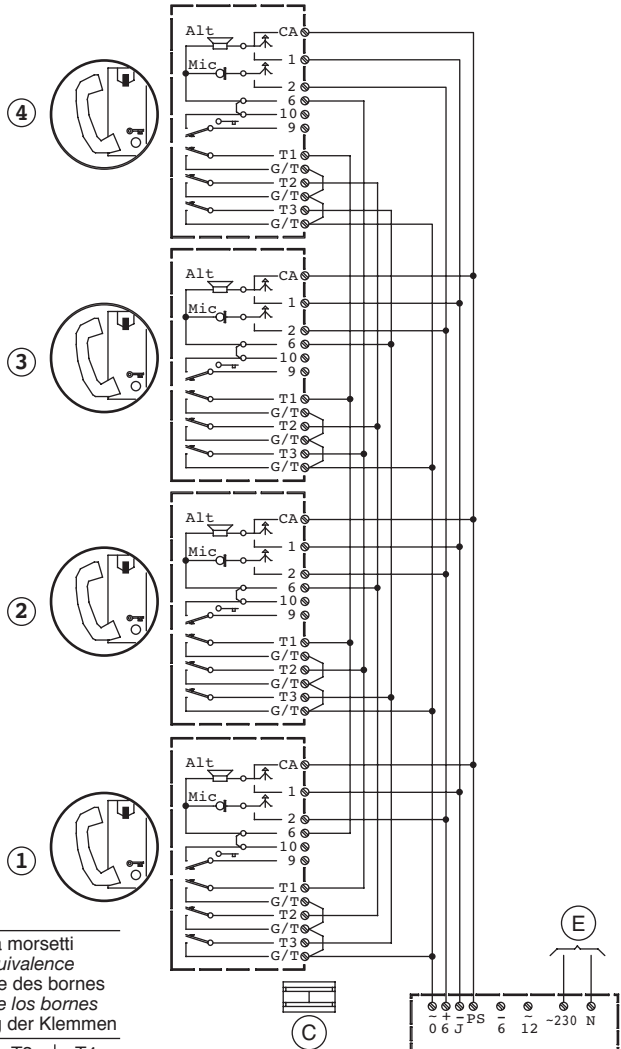 Alt CA
1
Mic
2
6
10
9
T1
G/T
T2
G/T
T3
G/T
4
Alt CA
1
Mic
2
6
10
9
T1
G/T
T2
G/T
T3
G/T
3
Alt CA
1
Mic
2
6
10
9
T1
G/T
T2
G/T
T3
G/T
2
Alt CA
1
Mic
2
6
10
9
T1
G/T
T2
G/T
T3
G/T
1
morsetti
des bornes
los bornes
der Klemmen
C
E
~ + − PS − ~ ~230 N
0 6 J 6 12